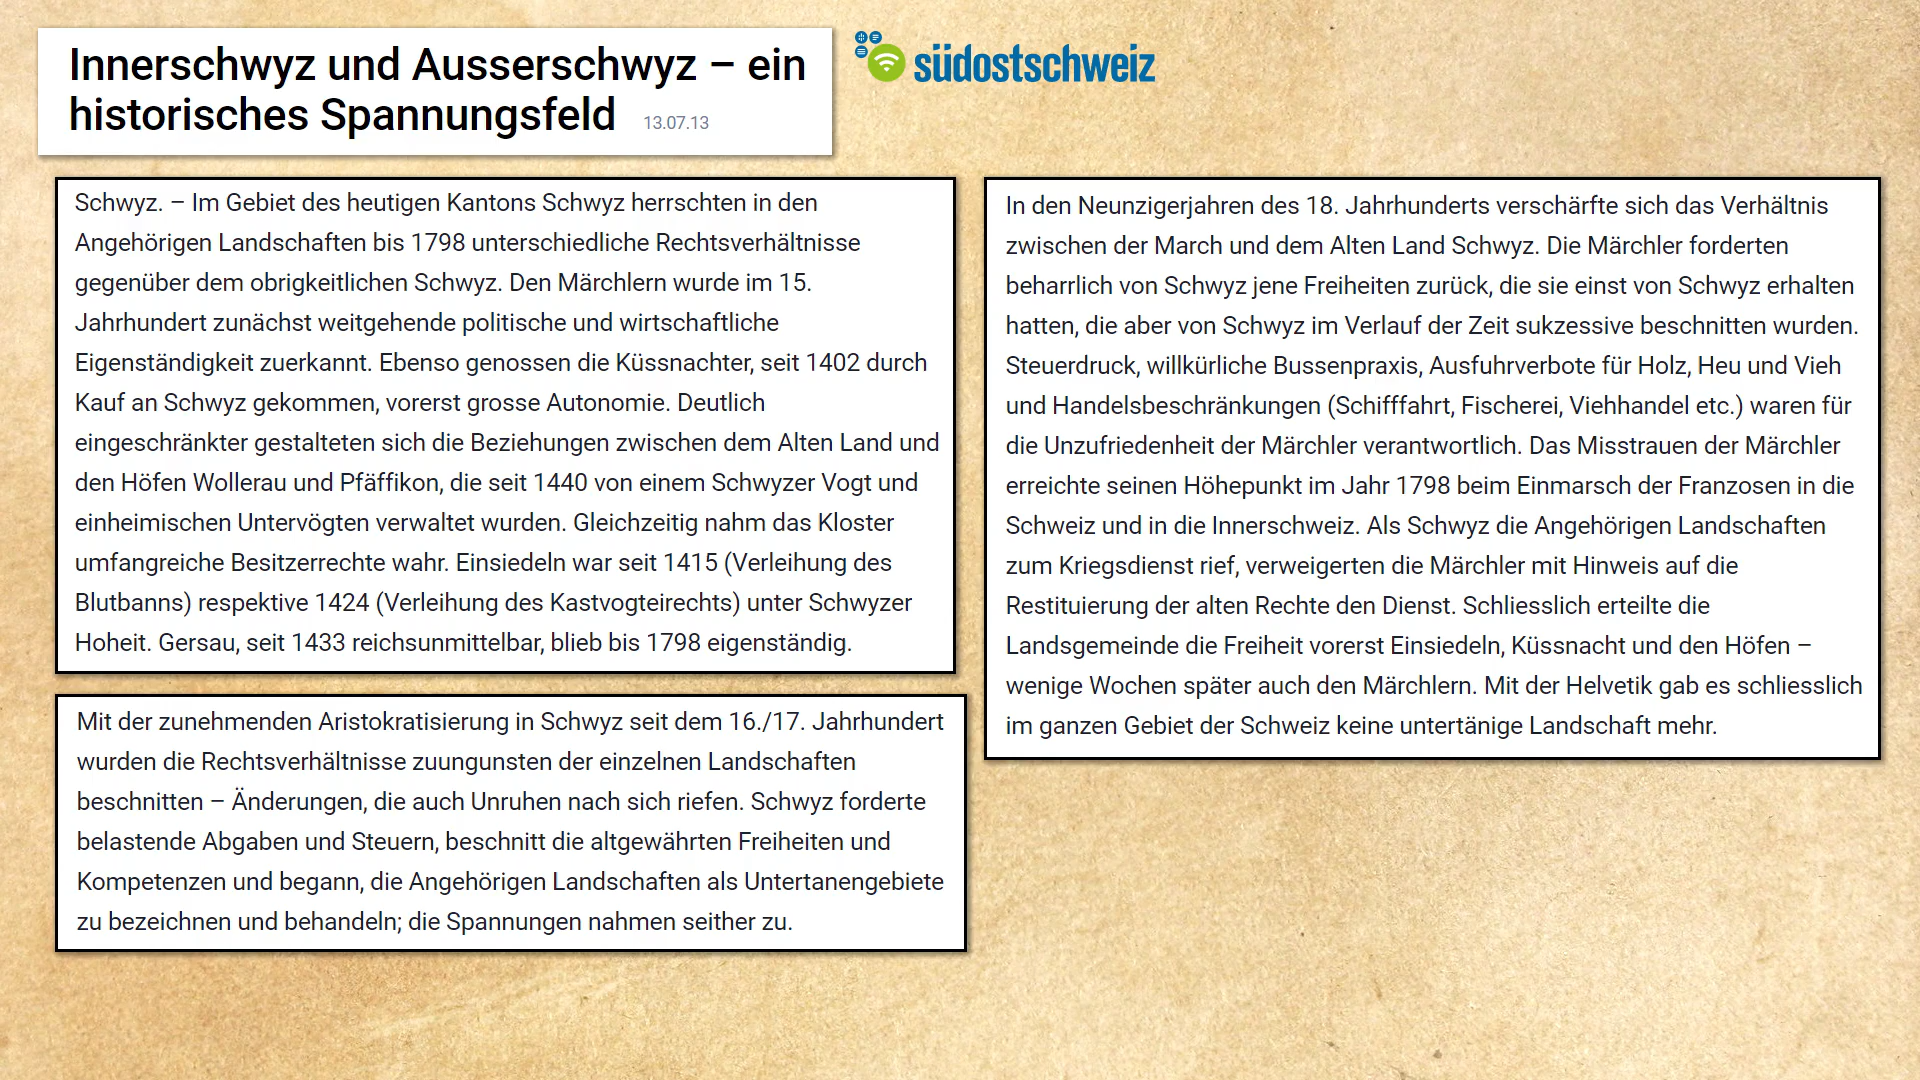 Innerschwyz und Ausserschwyz – ein
historisches Spannungsfeld 13.07.13
südostschweiz
Schwyz. – Im Gebiet des heutigen Kantons Schwyz herrschten in den
Angehörigen Landschaften bis 1798 unterschiedliche Rechtsverhältnisse
gegenüber dem obrigkeitlichen Schwyz. Den Märchlern wurde im 15.
Jahrhundert zunächst weitgehende politische und wirtschaftliche
Eigenständigkeit zuerkannt. Ebenso genossen die Küssnachter, seit 1402 durch
Kauf an Schwyz gekommen, vorerst grosse Autonomie. Deutlich
eingeschränkter gestalteten sich die Beziehungen zwischen dem Alten Land und
den Höfen Wollerau und Pfäffikon, die seit 1440 von einem Schwyzer Vogt und
einheimischen Untervögten verwaltet wurden. Gleichzeitig nahm das Kloster
umfangreiche Besitzerrechte wahr. Einsiedeln war seit 1415 (Verleihung des
Blutbanns) respektive 1424 (Verleihung des Kastvogteirechts) unter Schwyzer
Hoheit. Gersau, seit 1433 reichsunmittelbar, blieb bis 1798 eigenständig.
Mit der zunehmenden Aristokratisierung in Schwyz seit dem 16./17. Jahrhundert
wurden die Rechtsverhältnisse zuungunsten der einzelnen Landschaften
beschnitten – Änderungen, die auch Unruhen nach sich riefen. Schwyz forderte
belastende Abgaben und Steuern, beschnitt die altgewährten Freiheiten und
Kompetenzen und begann, die Angehörigen Landschaften als Untertanengebiete
zu bezeichnen und behandeln; die Spannungen nahmen seither zu.
In den Neunzigerjahren des 18. Jahrhunderts verschärfte sich das Verhältnis
zwischen der March und dem Alten Land Schwyz. Die Märchler forderten
beharrlich von Schwyz jene Freiheiten zurück, die sie einst von Schwyz erhalten
hatten, die aber von Schwyz im Verlauf der Zeit sukzessive beschnitten wurden.
Steuerdruck, willkürliche Bussenpraxis, Ausfuhrverbote für Holz, Heu und Vieh
und Handelsbeschränkungen (Schifffahrt, Fischerei, Viehhandel etc.) waren für
die Unzufriedenheit der Märchler verantwortlich. Das Misstrauen der Märchler
erreichte seinen Höhepunkt im Jahr 1798 beim Einmarsch der Franzosen in die
Schweiz und in die Innerschweiz. Als Schwyz die Angehörigen Landschaften
zum Kriegsdienst rief, verweigerten die Märchler mit Hinweis auf die
Restituierung der alten Rechte den Dienst. Schliesslich erteilte die
Landsgemeinde die Freiheit vorerst Einsiedeln, Küssnacht und den Höfen –
wenige Wochen später auch den Märchlern. Mit der Helvetik gab es schliesslich
im ganzen Gebiet der Schweiz keine untertänige Landschaft mehr.